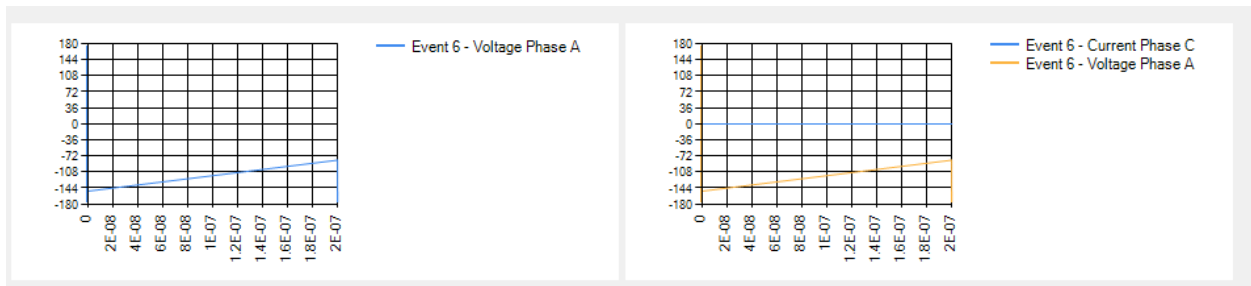 180
144
108
72
36
0
-36
-72
-108
-144
-180
0
2E-08
4E-08
6E-08
8E-08
1E-07
1.2E-07
1.4E-07
1.6E-07
1.8E-07
2E-07
Event 6 - Voltage Phase A
180
144
108
72
36
0
-36
-72
-108
-144
-180
0
2E-08
4E-08
6E-08
8E-08
1E-07
1.2E-07
1.4E-07
1.6E-07
1.8E-07
2E-07
Event 6 - Current Phase C
Event 6 - Voltage Phase A